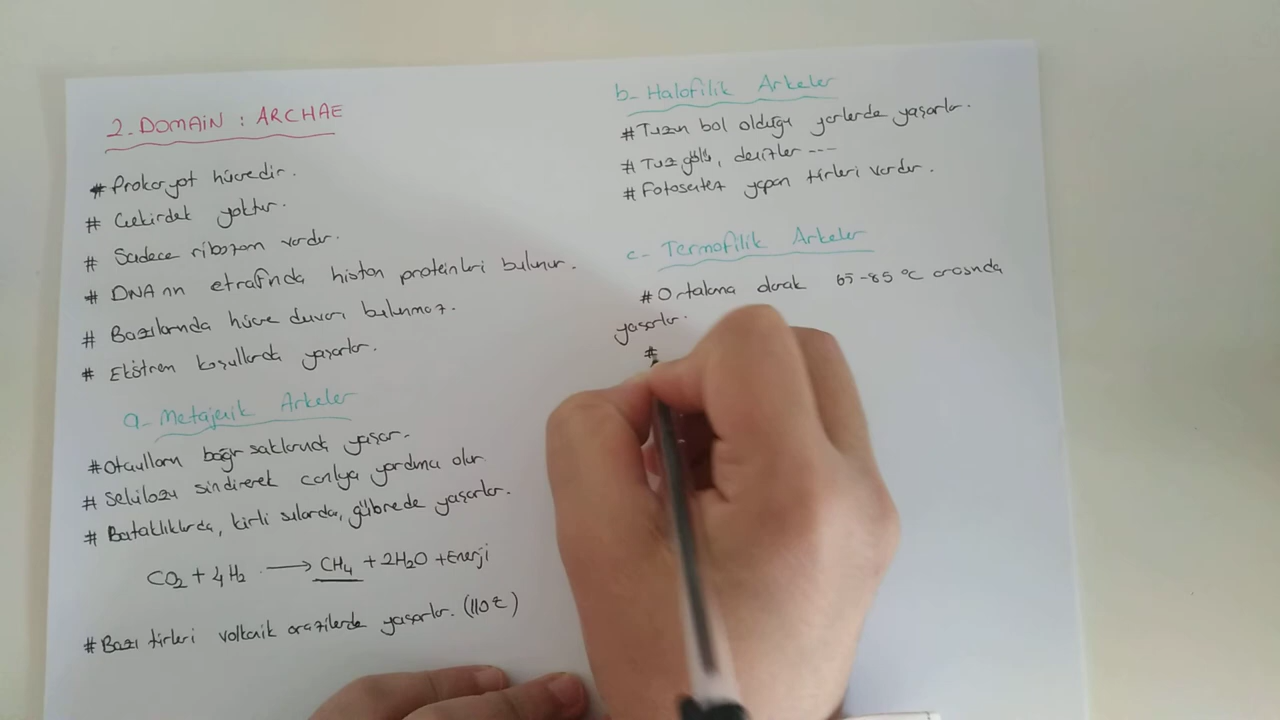 2-DOMAiN : ARCHAE
# Prokaryot hücredir.
# Çekirdek yoktur.
# Sadece ribozom vardır.
# DNA'nın etrafında histon proteinleri bulunur.
# Bazılarında hücre duvarı bulunmaz.
# Ekstrem koşullarda yaşarlar.
a- Metajenik Arkeler
# Otçulların bağırsaklarında yaşar.
# Selülozu sindirerek canlıya yardımcı olur
# Bataklıklarda, kirli sularda, gübrede yaşarlar.
CO2 + 4H2 → CH4 + 2H2O + Enerji
# Bazı türleri volkaik arazilerde yaşarlar. (110 °C)
b- Halofilik Arkeler
# Tuzun bol olduğu yerlerde yaşarlar.
# Tuz gölü, denizler ---
# Fotosentez yapan türleri vardır.
c- Termofilik Arkeler
# Ortalama olarak 65-85 °C arasında
yaşarlar.
#